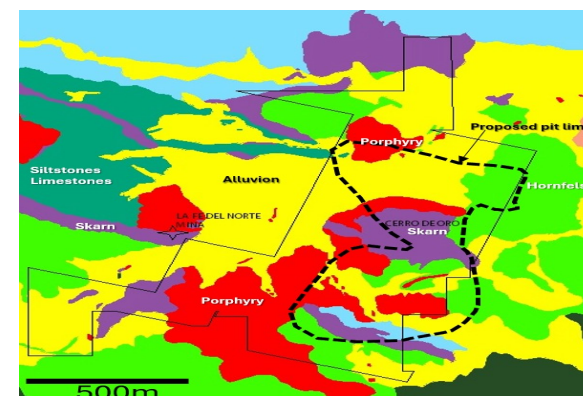 Porphyry
Proposed pit lim
Siltstones
Limestones
Alluvion
Hornfels
LA FE DEL NORTE
MINA
Skarn
CERRO DE ORO
Skarn
Porphyry
500m